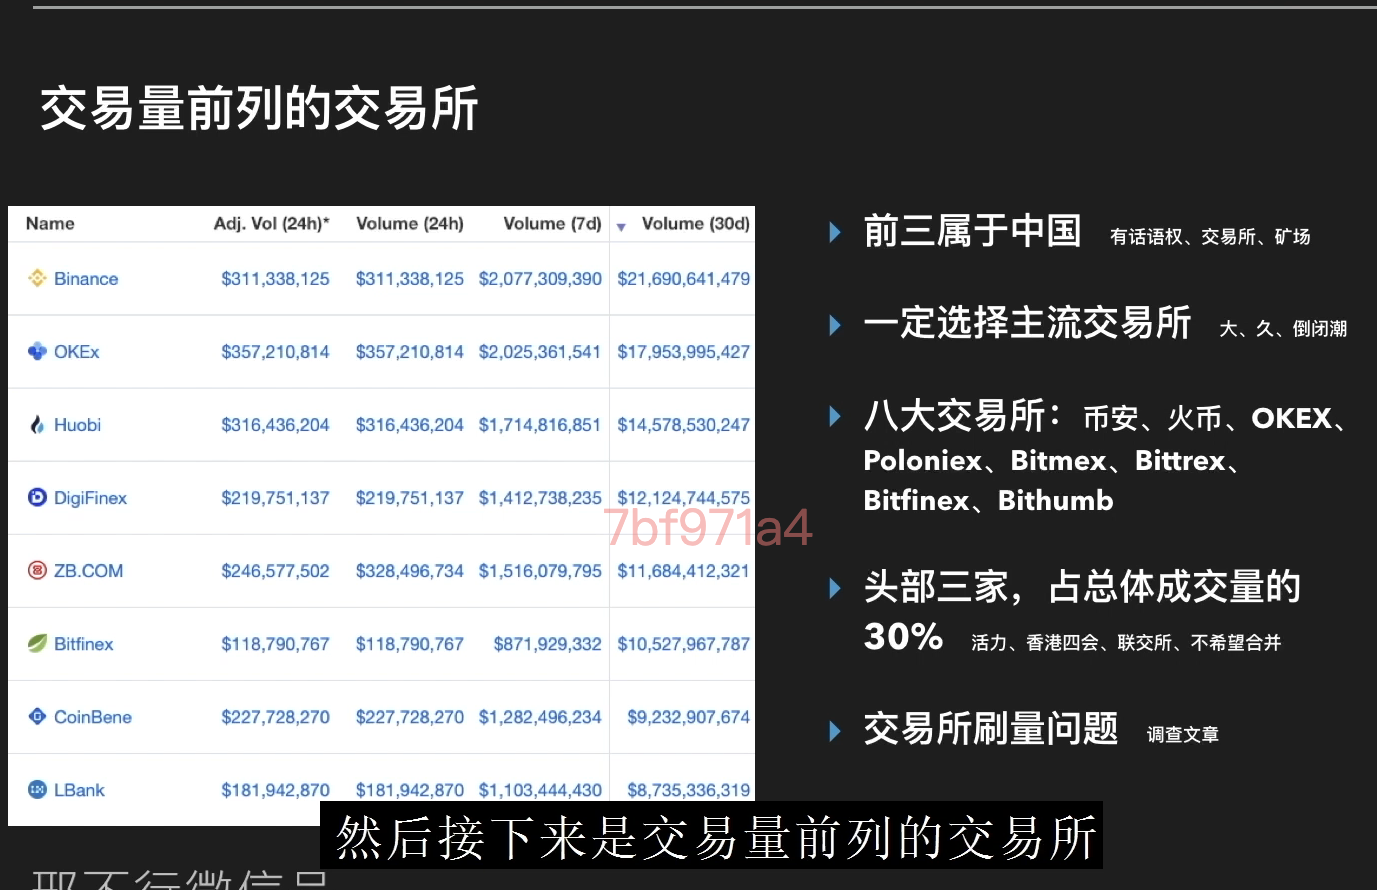 交易量前列的交易所
Name Adj. Vol (24h)* Volume (24h) Volume (7d) Volume (30d)
Binance $311,338,125 $311,338,125 $2,077,309,390 $21,690,641,479
OKEx $357,210,814 $357,210,814 $2,025,361,541 $17,953,995,427
Huobi $316,436,204 $316,436,204 $1,714,816,851 $14,578,530,247
DigiFinex $219,751,137 $219,751,137 $1,412,738,235 $12,124,744,575
ZB.COM $246,577,502 $328,496,734 $1,516,079,795 $11,684,412,321
Bitfinex $118,790,767 $118,790,767 $871,929,332 $10,527,967,787
CoinBene $227,728,270 $227,728,270 $1,282,496,234 $9,232,907,674
LBank $181,942,870 $181,942,870 $1,103,444,430 $8,735,336,319
前三属于中国 有话语权、交易所、矿场
一定选择主流交易所 大、久、倒闭潮
八大交易所：币安、火币、OKEX、
Poloniex、Bitmex、Bittrex、
Bitfinex、Bithumb
头部三家，占总体成交量的
30% 活力、香港四会、联交所、不希望合并
交易所刷量问题 调查文章
7bf971a4
然后接下来是交易量前列的交易所
邢不行微信号